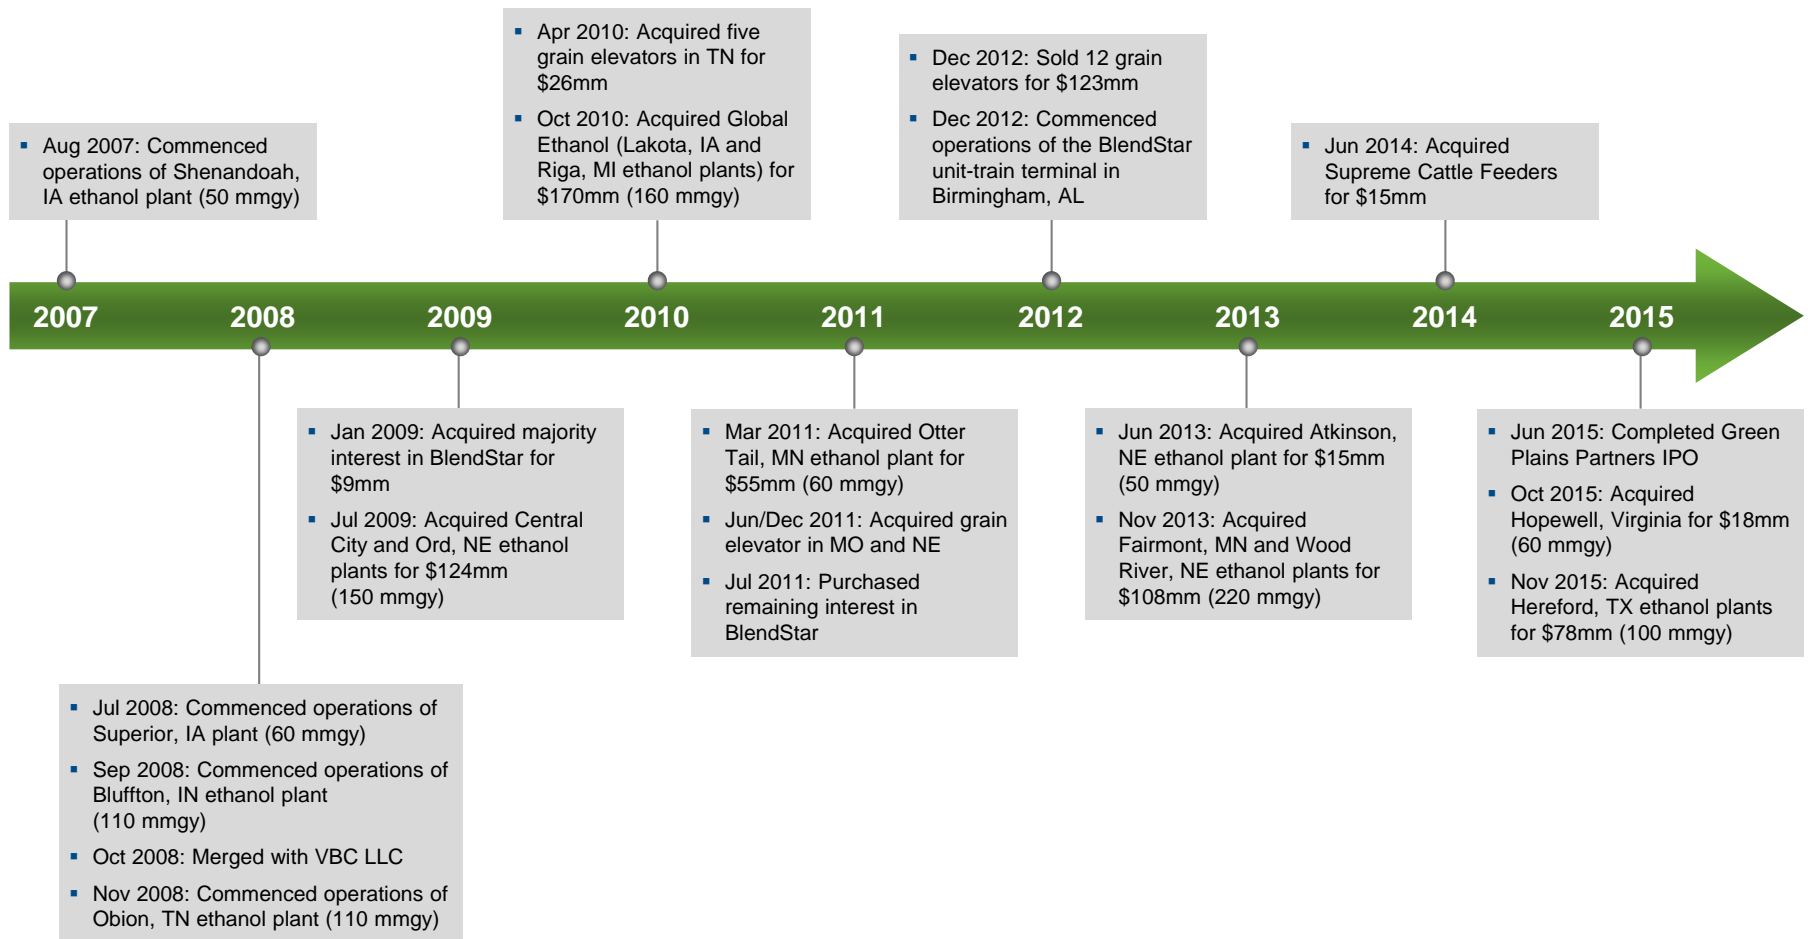 ▪ Aug 2007: Commenced
operations of Shenandoah,
IA ethanol plant (50 mmgy)
▪ Apr 2010: Acquired five
grain elevators in TN for
$26mm
▪ Oct 2010: Acquired Global
Ethanol (Lakota, IA and
Riga, MI ethanol plants) for
$170mm (160 mmgy)
▪ Dec 2012: Sold 12 grain
elevators for $123mm
▪ Dec 2012: Commenced
operations of the BlendStar
unit-train terminal in
Birmingham, AL
▪ Jun 2014: Acquired
Supreme Cattle Feeders
for $15mm
2007 2008 2009 2010 2011 2012 2013 2014 2015
▪ Jul 2008: Commenced operations of
Superior, IA plant (60 mmgy)
▪ Sep 2008: Commenced operations of
Bluffton, IN ethanol plant
(110 mmgy)
▪ Oct 2008: Merged with VBC LLC
▪ Nov 2008: Commenced operations of
Obion, TN ethanol plant (110 mmgy)
▪ Jan 2009: Acquired majority
interest in BlendStar for
$9mm
▪ Jul 2009: Acquired Central
City and Ord, NE ethanol
plants for $124mm
(150 mmgy)
▪ Mar 2011: Acquired Otter
Tail, MN ethanol plant for
$55mm (60 mmgy)
▪ Jun/Dec 2011: Acquired grain
elevator in MO and NE
▪ Jul 2011: Purchased
remaining interest in
BlendStar
▪ Jun 2013: Acquired Atkinson,
NE ethanol plant for $15mm
(50 mmgy)
▪ Nov 2013: Acquired
Fairmont, MN and Wood
River, NE ethanol plants for
$108mm (220 mmgy)
▪ Jun 2015: Completed Green
Plains Partners IPO
▪ Oct 2015: Acquired
Hopewell, Virginia for $18mm
(60 mmgy)
▪ Nov 2015: Acquired
Hereford, TX ethanol plants
for $78mm (100 mmgy)